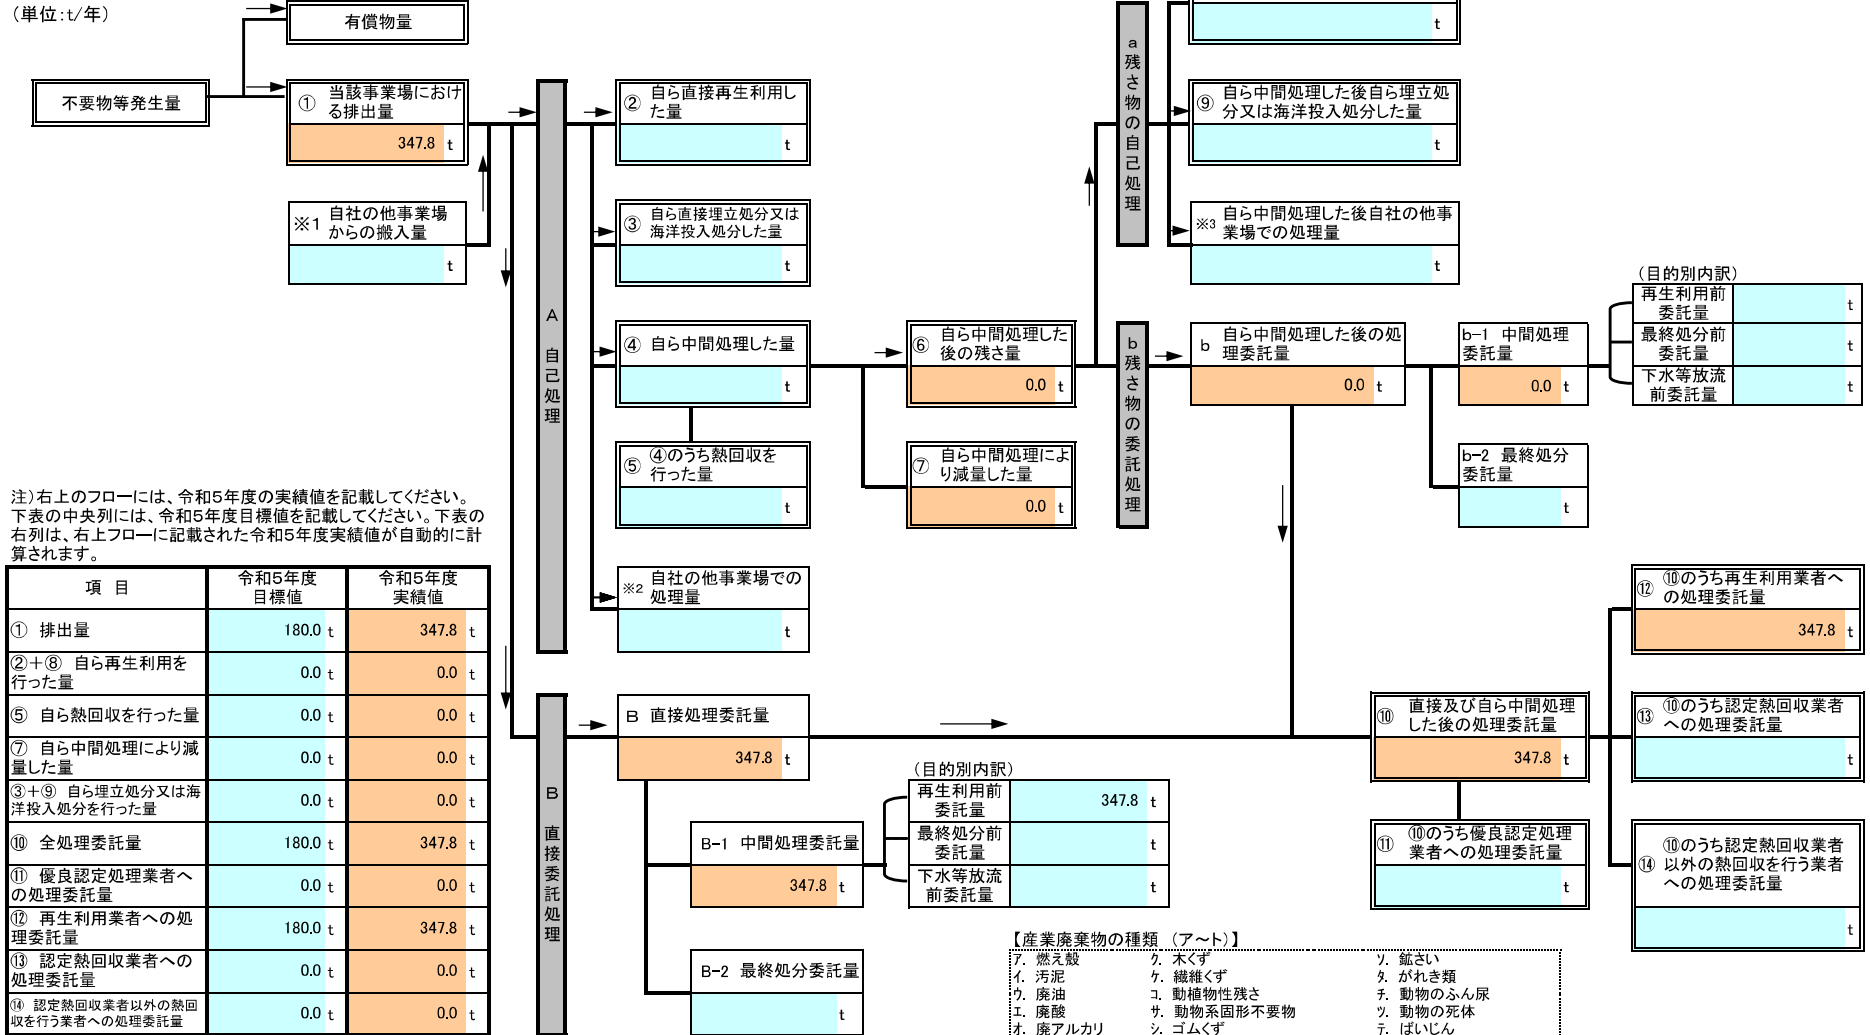 (単位:t/年)
有償物量
不要物等発生量
① 当該事業場におけ
る排出量
347.8 t
※1 自社の他事業場
からの搬入量
t
A 自己処理
② 自ら直接再生利用し
た量
t
③ 自ら直接埋立処分又は
海洋投入処分した量
t
④ 自ら中間処理した量
t
⑤ ④のうち熱回収を
行った量
t
※2 自社の他事業場での
処理量
t
⑥ 自ら中間処理した
後の残さ量
0.0 t
⑦ 自ら中間処理によ
り減量した量
0.0 t
a 残さ物の自己処理
t
⑨ 自ら中間処理した後自ら埋立処
分又は海洋投入処分した量
t
※3 自ら中間処理した後自社の他事
業場での処理量
t
b 残さ物の委託処理
b 自ら中間処理した後の処
理委託量
0.0 t
b-1 中間処理
委託量
0.0 t
(目的別内訳)
再生利用前
委託量
t
最終処分前
委託量
t
下水等放流
前委託量
t
b-2 最終処分
委託量
t
注)右上のフローには、令和5年度の実績値を記載してください。
下表の中央列には、令和5年度目標値を記載してください。下表の
右列は、右上フローに記載された令和5年度実績値が自動的に計
算されます。
項 目 令和5年度 令和5年度
目標値 実績値
① 排出量 180.0 t 347.8 t
②+⑧ 自ら再生利用を
行った量 0.0 t 0.0 t
⑤ 自ら熱回収を行った量 0.0 t 0.0 t
⑦ 自ら中間処理により減
量した量 0.0 t 0.0 t
③+⑨ 自ら埋立処分又は海
洋投入処分を行った量 0.0 t 0.0 t
⑩ 全処理委託量 180.0 t 347.8 t
⑪ 優良認定処理業者へ
の処理委託量 0.0 t 0.0 t
⑫ 再生利用業者への処
理委託量 180.0 t 347.8 t
⑬ 認定熱回収業者への
処理委託量 0.0 t 0.0 t
⑭ 認定熱回収業者以外の熱回
収を行う業者への処理委託量 0.0 t 0.0 t
B 直接委託処理
B 直接処理委託量
347.8 t
B-1 中間処理委託量
347.8 t
(目的別内訳)
再生利用前
委託量
347.8 t
最終処分前
委託量
t
下水等放流
前委託量
t
B-2 最終処分委託量
t
⑩ 直接及び自ら中間処理
した後の処理委託量
347.8 t
⑪ ⑩のうち優良認定処理
業者への処理委託量
t
⑫ ⑩のうち再生利用業者へ
の処理委託量
347.8 t
⑬ ⑩のうち認定熱回収業者
への処理委託量
t
⑩のうち認定熱回収業者
⑭ 以外の熱回収を行う業者
への処理委託量
t
【産業廃棄物の種類 (ア～ト)】
ア. 燃え殻 ク. 木くず ソ. 鉱さい
イ. 汚泥 ケ. 繊維くず タ. がれき類
ウ. 廃油 コ. 動植物性残さ チ. 動物のふん尿
エ. 廃酸 サ. 動物系固形不要物 ツ. 動物の死体
オ. 廃アルカリ シ. ゴムくず テ. ばいじん